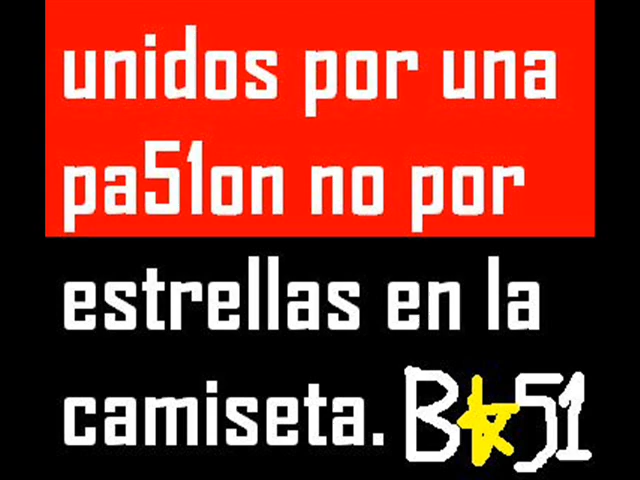 unidos por una
pa51on no por
estrellas en la
camiseta. B★51